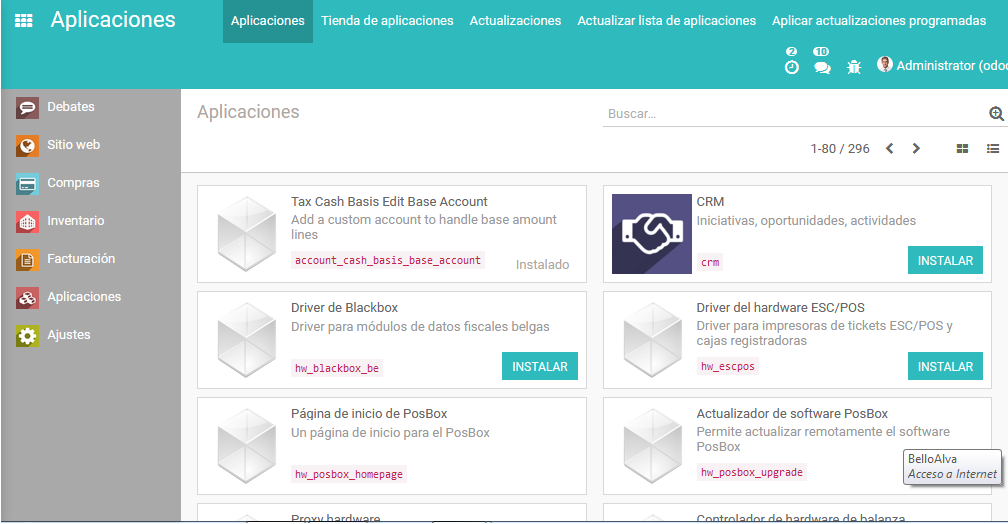 Aplicaciones
Aplicaciones Tienda de aplicaciones Actualizaciones Actualizar lista de aplicaciones Aplicar actualizaciones programadas
2 10
Administrator (odoo
Debates
Sitio web
Compras
Inventario
Facturación
Aplicaciones
Ajustes
Aplicaciones
Buscar...
1-80 / 296
Tax Cash Basis Edit Base Account
Add a custom account to handle base amount
lines
account_cash_basis_base_account
Instalado
CRM
Iniciativas, oportunidades, actividades
crm
INSTALAR
Driver de Blackbox
Driver para módulos de datos fiscales belgas
hw_blackbox_be
INSTALAR
Driver del hardware ESC/POS
Driver para impresoras de tickets ESC/POS y
cajas registradoras
hw_escpos
INSTALAR
Página de inicio de PosBox
Un página de inicio para el PosBox
hw_posbox_homepage
Actualizador de software PosBox
Permite actualizar remotamente el software
PosBox
hw_posbox_upgrade
BelloAlva
Acceso a Internet
Proxy hardware
Controlador de hardware de balanza